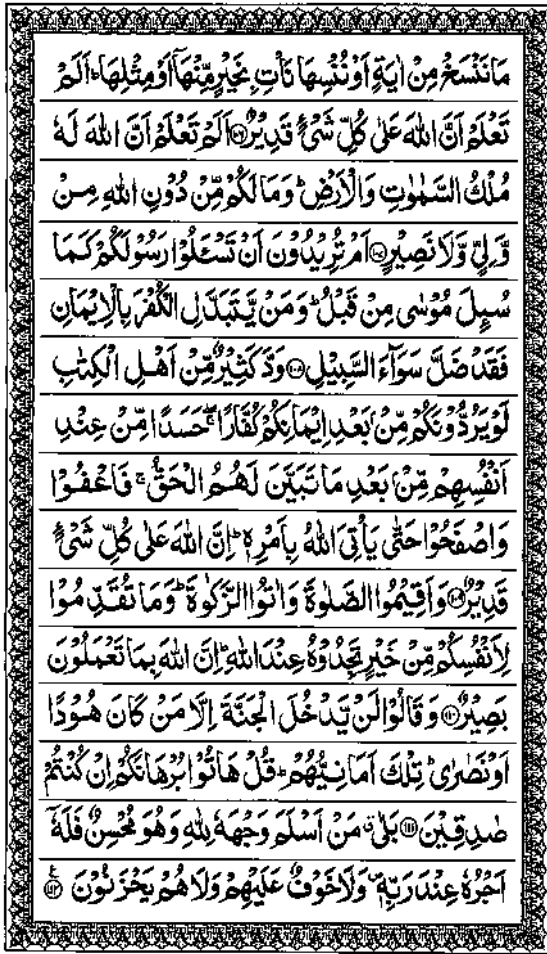 مَا نَنْسَخْ مِنْ اٰيَةٍ اَوْ نُنْسِهَا نَاْتِ بِخَيْرٍ مِّنْهَاۤ اَوْ مِثْلِهَا ؕ اَلَمْ
تَعْلَمْ اَنَّ اللّٰهَ عَلٰى كُلِّ شَىْءٍ قَدِيْرٌ ۝۱۰۶ اَلَمْ تَعْلَمْ اَنَّ اللّٰهَ لَهٗ
مُلْكُ السَّمٰوٰتِ وَالْاَرْضِ ؕ وَمَا لَكُمْ مِّنْ دُوْنِ اللّٰهِ مِنْ
وَّلِىٍّ وَّلَا نَصِيْرٍ ۝۱۰۷ اَمْ تُرِيْدُوْنَ اَنْ تَسْـَٔلُوْا رَسُوْلَكُمْ كَمَا
سُىِٕلَ مُوْسٰى مِنْ قَبْلُ ؕ وَمَنْ يَّتَبَدَّلِ الْكُفْرَ بِالْاِيْمَانِ
فَقَدْ ضَلَّ سَوَآءَ السَّبِيْلِ ۝۱۰۸ وَدَّ كَثِيْرٌ مِّنْ اَهْلِ الْكِتٰبِ
لَوْ يَرُدُّوْنَكُمْ مِّنْۢ بَعْدِ اِيْمَانِكُمْ كُفَّارًا ۖۚ حَسَدًا مِّنْ عِنْدِ
اَنْفُسِهِمْ مِّنْۢ بَعْدِ مَا تَبَيَّنَ لَهُمُ الْحَقُّ ۚ فَاعْفُوْا
وَاصْفَحُوْا حَتّٰى يَاْتِىَ اللّٰهُ بِاَمْرِهٖ ؕ اِنَّ اللّٰهَ عَلٰى كُلِّ شَىْءٍ
قَدِيْرٌ ۝۱۰۹ وَاَقِيْمُوا الصَّلٰوةَ وَاٰتُوا الزَّكٰوةَ ؕ وَمَا تُقَدِّمُوْا
لِاَنْفُسِكُمْ مِّنْ خَيْرٍ تَجِدُوْهُ عِنْدَ اللّٰهِ ؕ اِنَّ اللّٰهَ بِمَا تَعْمَلُوْنَ
بَصِيْرٌ ۝۱۱۰ وَقَالُوْا لَنْ يَّدْخُلَ الْجَنَّةَ اِلَّا مَنْ كَانَ هُوْدًا
اَوْ نَصٰرٰى ؕ تِلْكَ اَمَانِيُّهُمْ ؕ قُلْ هَاتُوْا بُرْهَانَكُمْ اِنْ كُنْتُمْ
صٰدِقِيْنَ ۝۱۱۱ بَلٰى ٭ مَنْ اَسْلَمَ وَجْهَهٗ لِلّٰهِ وَهُوَ مُحْسِنٌ فَلَهٗۤ
اَجْرُهٗ عِنْدَ رَبِّهٖ ۪ وَلَا خَوْفٌ عَلَيْهِمْ وَلَا هُمْ يَحْزَنُوْنَ ۝۱۱۲ ع